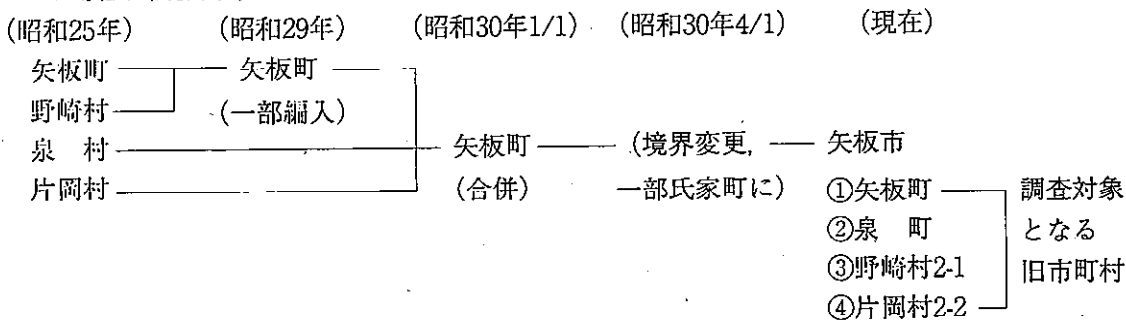 (昭和25年) (昭和29年) (昭和30年1/1) (昭和30年4/1) (現在)
矢板町 矢板町
野崎村 (一部編入)
泉 村 矢板町 (境界変更, 矢板市
片岡村 (合併) 一部氏家町に) ①矢板町 調査対象
②泉 町 となる
③野崎村2-1 旧市町村
④片岡村2-2